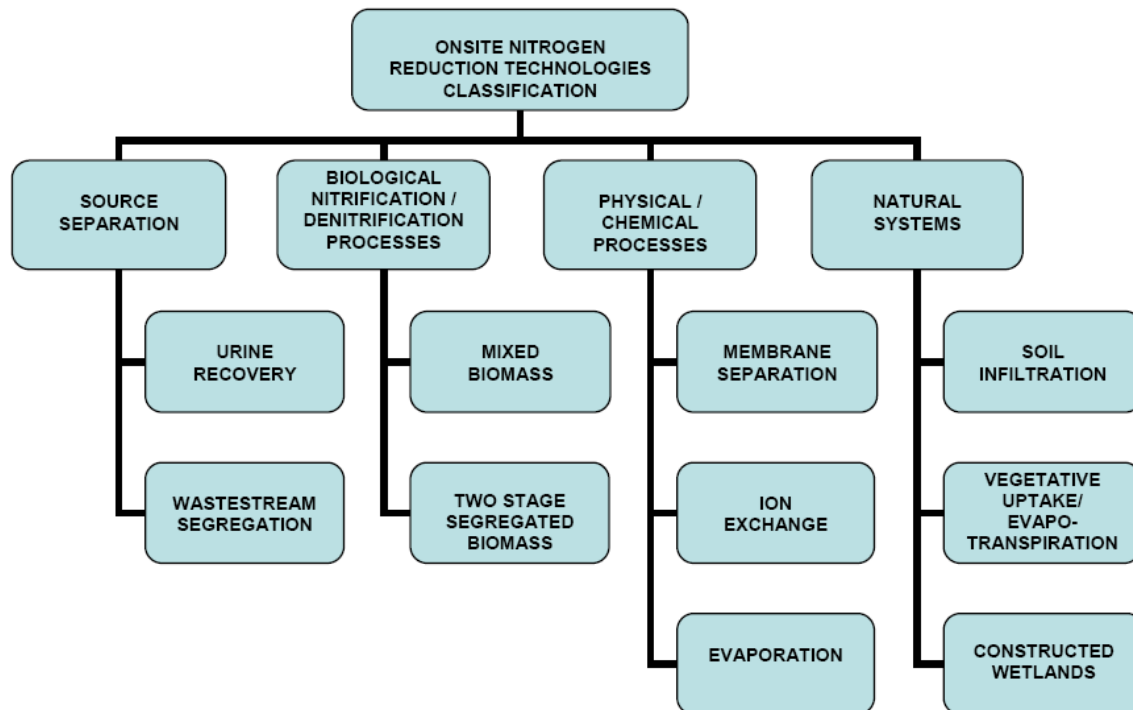 ONSITE NITROGEN
REDUCTION TECHNOLOGIES
CLASSIFICATION
SOURCE
SEPARATION
BIOLOGICAL
NITRIFICATION /
DENITRIFICATION
PROCESSES
PHYSICAL /
CHEMICAL
PROCESSES
NATURAL
SYSTEMS
URINE
RECOVERY
MIXED
BIOMASS
MEMBRANE
SEPARATION
SOIL
INFILTRATION
WASTESTREAM
SEGREGATION
TWO STAGE
SEGREGATED
BIOMASS
ION
EXCHANGE
VEGETATIVE
UPTAKE/
EVAPO-
TRANSPIRATION
EVAPORATION
CONSTRUCTED
WETLANDS